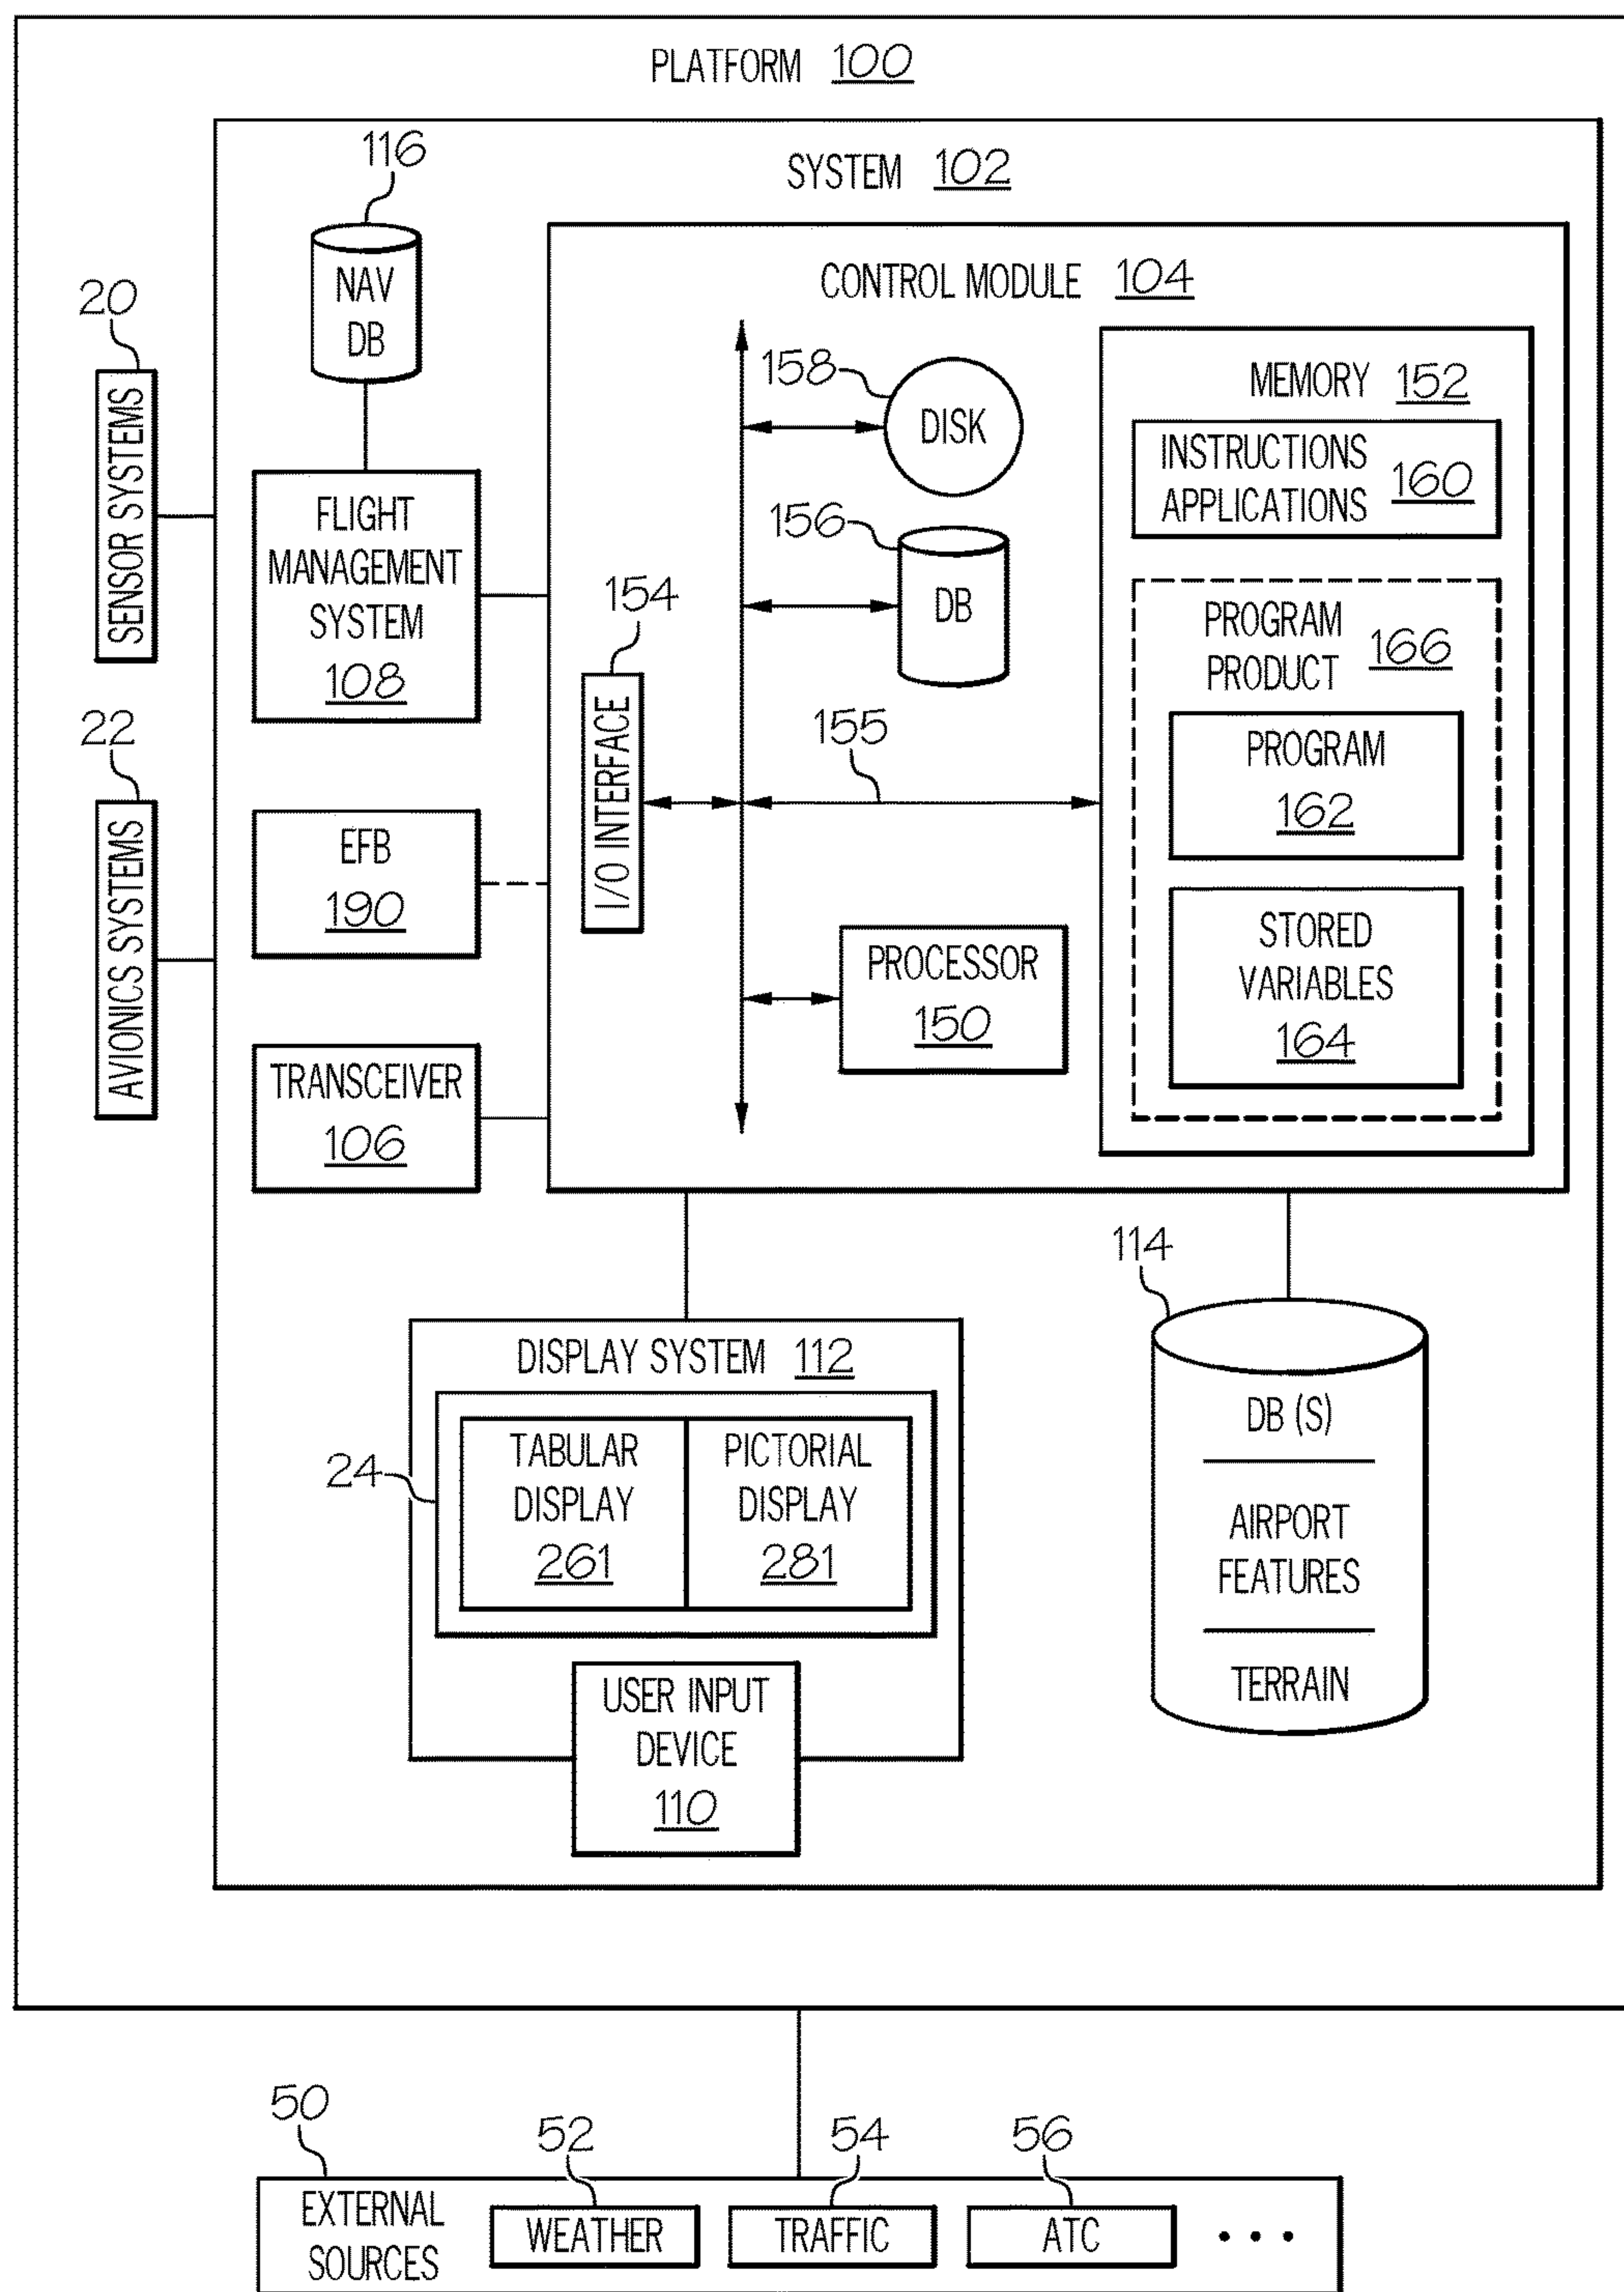 PLATFORM 100
SYSTEM 102
116
NAV
DB
20
SENSOR SYSTEMS
22
AVIONICS SYSTEMS
FLIGHT
MANAGEMENT
SYSTEM
108
EFB
190
TRANSCEIVER
106
CONTROL MODULE 104
158
DISK
156
DB
154
I/O INTERFACE
155
PROCESSOR
150
MEMORY 152
INSTRUCTIONS
APPLICATIONS 160
PROGRAM
PRODUCT 166
PROGRAM
162
STORED
VARIABLES
164
DISPLAY SYSTEM 112
24
TABULAR
DISPLAY
261
PICTORIAL
DISPLAY
281
USER INPUT
DEVICE
110
114
DB (S)
AIRPORT
FEATURES
TERRAIN
50
EXTERNAL
SOURCES
52
WEATHER
54
TRAFFIC
56
ATC
• • •